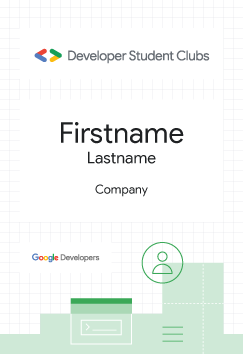 Developer Student Clubs
Firstname
Lastname
Company
Google Developers